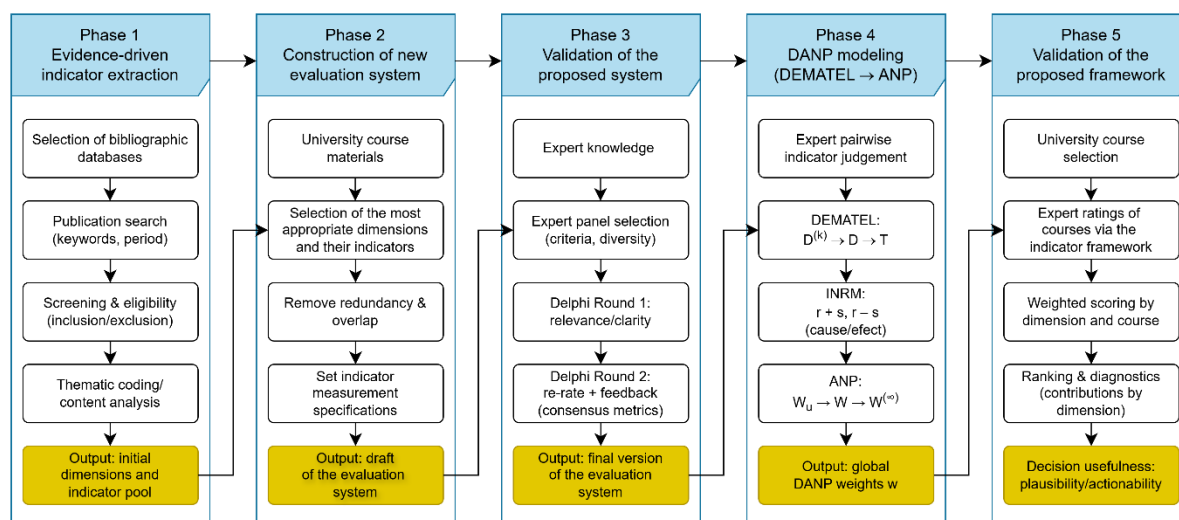 Phase 1
Evidence-driven
indicator extraction
Selection of bibliographic
databases
Publication search
(keywords, period)
Screening & eligibility
(inclusion/exclusion)
Thematic coding/
content analysis
Output: initial
dimensions and
indicator pool
Phase 2
Construction of new
evaluation system
University course
materials
Selection of the most
appropriate dimensions
and their indicators
Remove redundancy &
overlap
Set indicator
measurement
specifications
Output: draft
of the evaluation
system
Phase 3
Validation of the
proposed system
Expert knowledge
Expert panel selection
(criteria, diversity)
Delphi Round 1:
relevance/clarity
Delphi Round 2:
re-rate + feedback
(consensus metrics)
Output: final version
of the evaluation
system
Phase 4
DANP modeling
(DEMATEL → ANP)
Expert pairwise
indicator judgement
DEMATEL:
D⁽ᵏ⁾ → D → T
INRM:
r + s, r – s
(cause/efect)
ANP:
Wᵤ → W → W⁽∞⁾
Output: global
DANP weights w
Phase 5
Validation of the
proposed framework
University course
selection
Expert ratings of
courses via the
indicator framework
Weighted scoring by
dimension and course
Ranking & diagnostics
(contributions by
dimension)
Decision usefulness:
plausibility/actionability